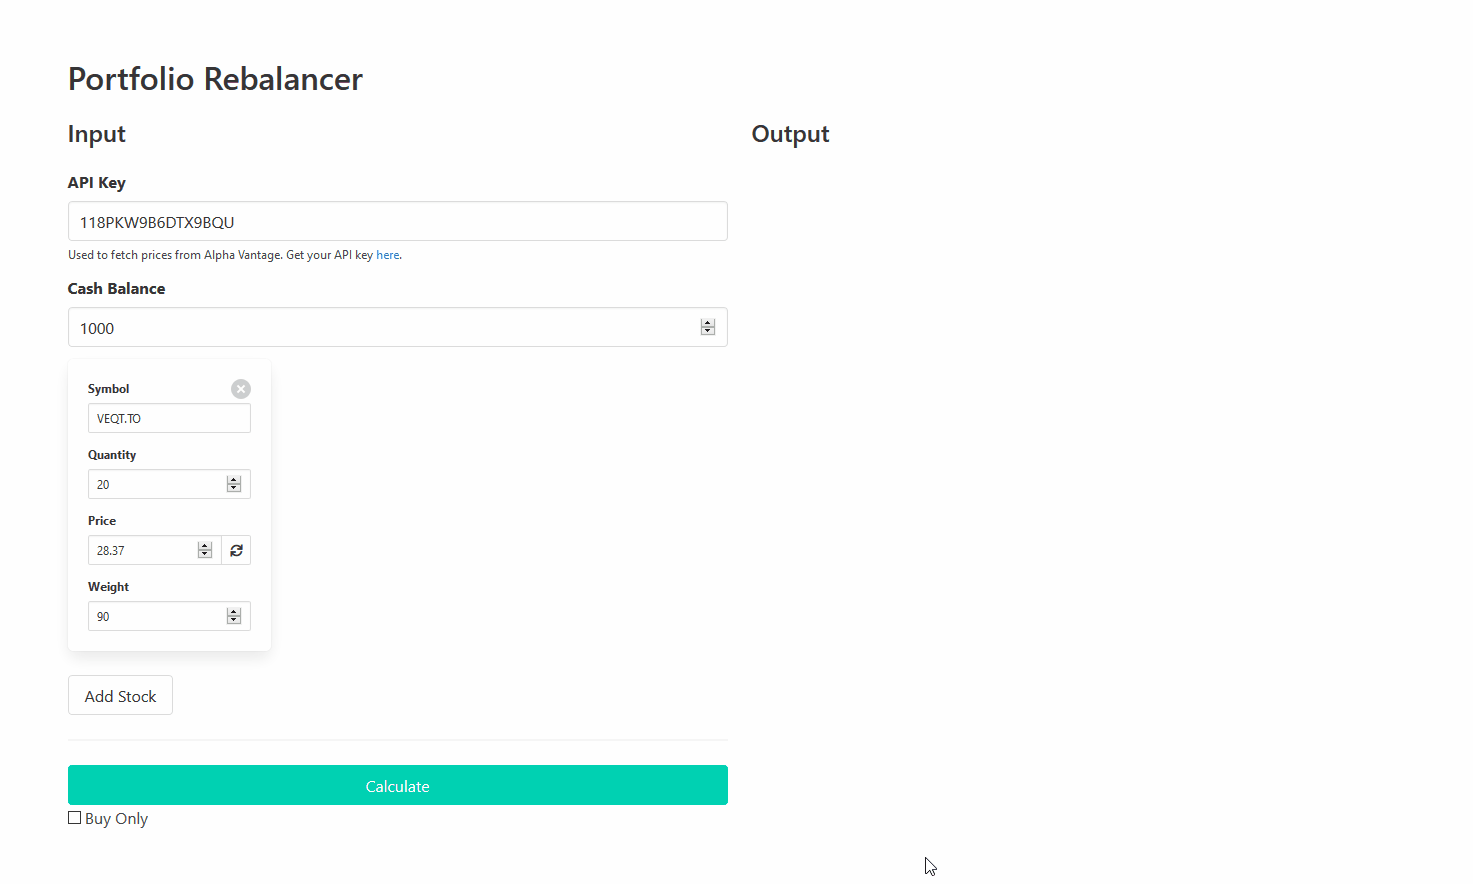 Portfolio Rebalancer
Input
API Key
118PKW9B6DTX9BQU
Used to fetch prices from Alpha Vantage. Get your API key here.
Cash Balance
1000
Symbol
VEQT.TO
Quantity
20
Price
28.37
Weight
90
Add Stock
Calculate
Buy Only
Output